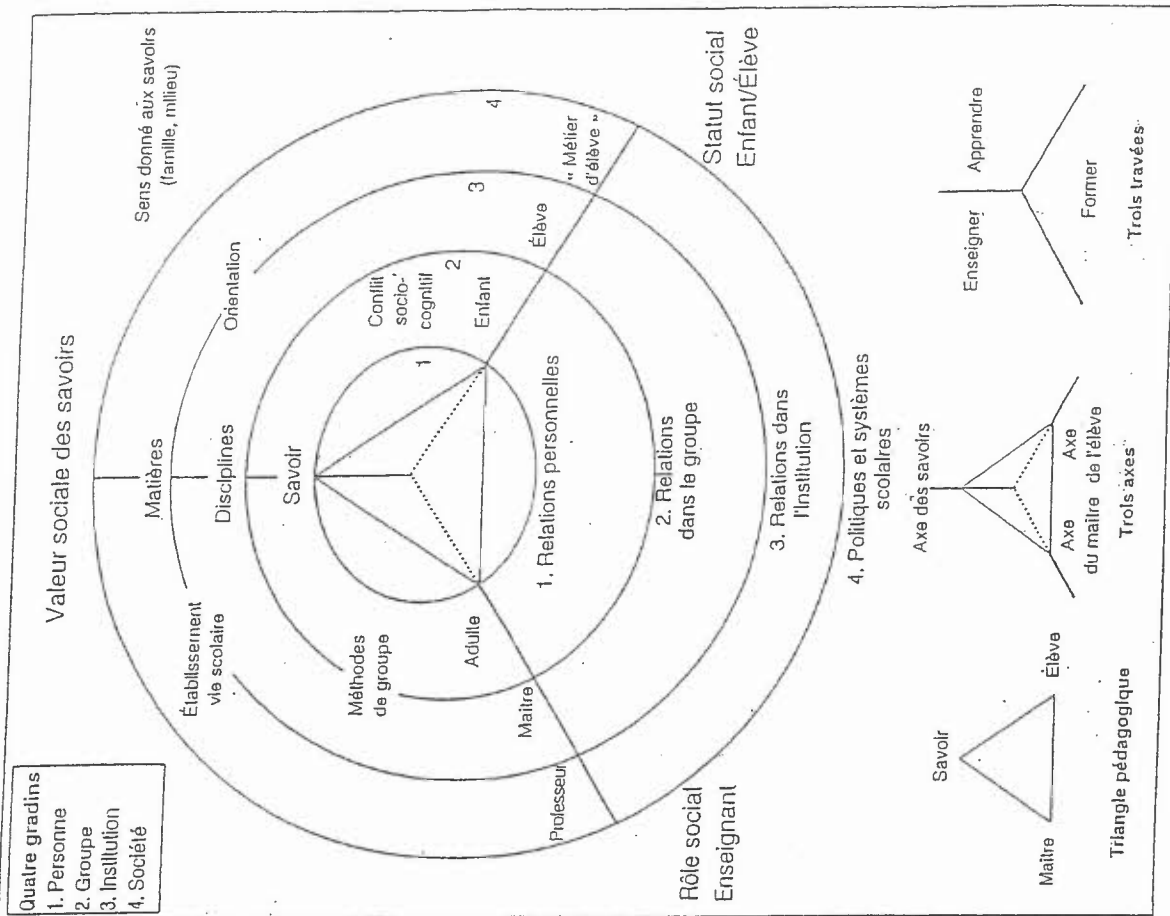 Quatre gradins
1. Personne
2. Groupe
3. Institution
4. Société
Valeur sociale des savoirs
Sens donné aux savoirs
(famille, milieu)
Matières
Établissement
vie scolaire
Orientation
Disciplines
Savoir
Méthodes
de groupe
Conflit
socio-
cognitif
1
2
3
4
Adulte
Enfant
Maître
Élève
Professeur
" Métier
d'élève "
1. Relations personnelles
2. Relations
dans le groupe
3. Relations dans
l'Institution
4. Politiques et systèmes
scolaires
Rôle social
Enseignant
Statut social
Enfant/Élève
Savoir
Maître
Élève
Triangle pédagogique
Axe des savoirs
Axe
du maître
Axe
de l'élève
Trois axes
Enseigner
Apprendre
Former
Trois travées